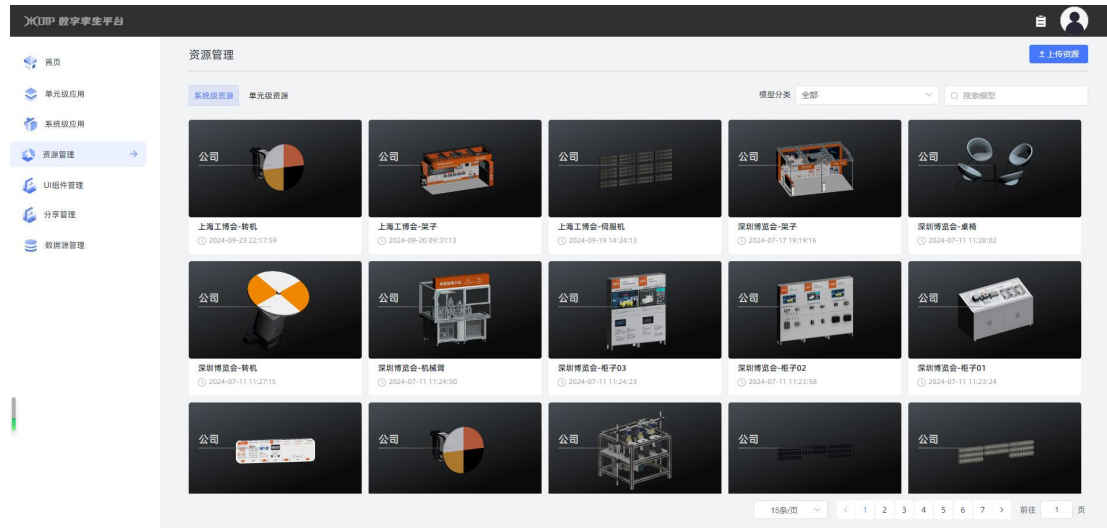 数字孪生平台
首页
单元级应用
系统级应用
资源管理
UI组件管理
分享管理
数据源管理
资源管理
上传资源
系统级资源 单元级资源
模型分类 全部 搜索模型
公司 公司 公司 公司 公司
上海工博会-转机 上海工博会-架子 上海工博会-伺服机 深圳博览会-架子 深圳博览会-桌椅
2024-09-23 22:17:59 2024-09-20 09:31:13 2024-09-19 14:24:13 2024-07-17 19:19:16 2024-07-11 11:28:02
公司 公司 公司 公司 公司
深圳博览会-转机 深圳博览会-机械臂 深圳博览会-柜子03 深圳博览会-柜子02 深圳博览会-柜子01
2024-07-11 11:27:15 2024-07-11 11:24:50 2024-07-11 11:24:23 2024-07-11 11:23:58 2024-07-11 11:23:24
公司 公司 公司 公司 公司
15条/页 1 2 3 4 5 6 7 前往 1 页